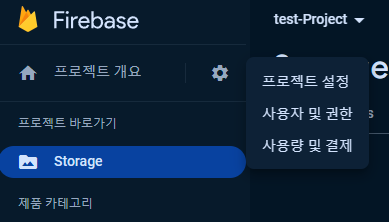 Firebase
test-Project
프로젝트 개요
프로젝트 설정
사용자 및 권한
프로젝트 바로가기
사용량 및 결제
Storage
제품 카테고리